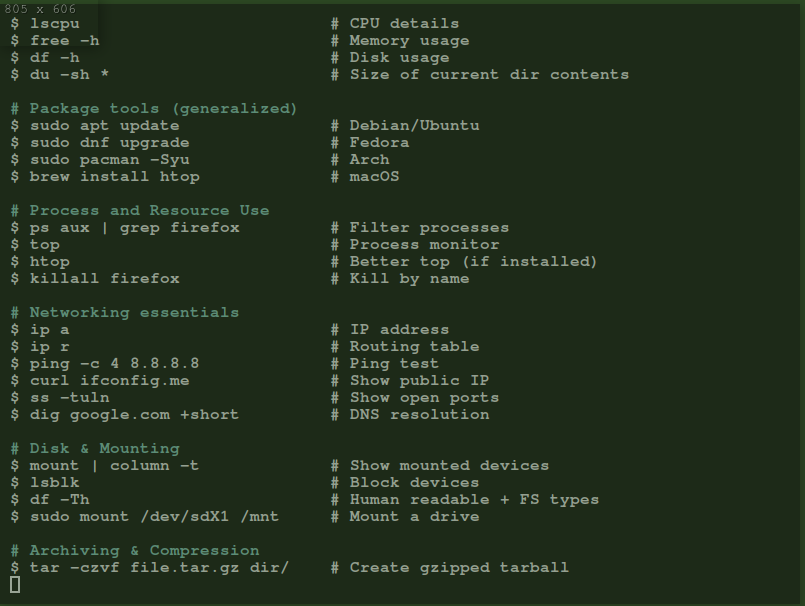 805 x 606
$ lscpu # CPU details
$ free -h # Memory usage
$ df -h # Disk usage
$ du -sh * # Size of current dir contents
# Package tools (generalized)
$ sudo apt update # Debian/Ubuntu
$ sudo dnf upgrade # Fedora
$ sudo pacman -Syu # Arch
$ brew install htop # macOS
# Process and Resource Use
$ ps aux | grep firefox # Filter processes
$ top # Process monitor
$ htop # Better top (if installed)
$ killall firefox # Kill by name
# Networking essentials
$ ip a # IP address
$ ip r # Routing table
$ ping -c 4 8.8.8.8 # Ping test
$ curl ifconfig.me # Show public IP
$ ss -tuln # Show open ports
$ dig google.com +short # DNS resolution
# Disk & Mounting
$ mount | column -t # Show mounted devices
$ lsblk # Block devices
$ df -Th # Human readable + FS types
$ sudo mount /dev/sdX1 /mnt # Mount a drive
# Archiving & Compression
$ tar -czvf file.tar.gz dir/ # Create gzipped tarball